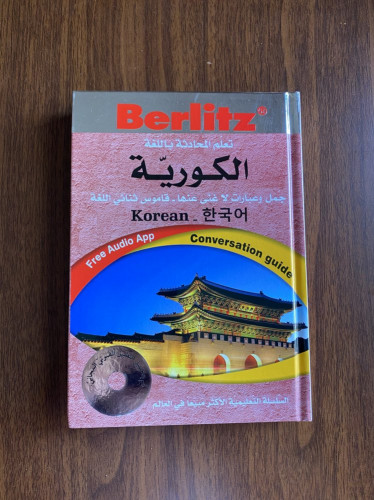 Berlitz®
تعلم المحادثة باللغة
الكوريّة
جمل وعبارات لا غنى عنها - قاموس ثنائي اللغة
Korean - 한국어
Free Audio App
Conversation guide
السلسلة التعليمية الأكثر مبيعا في العالم